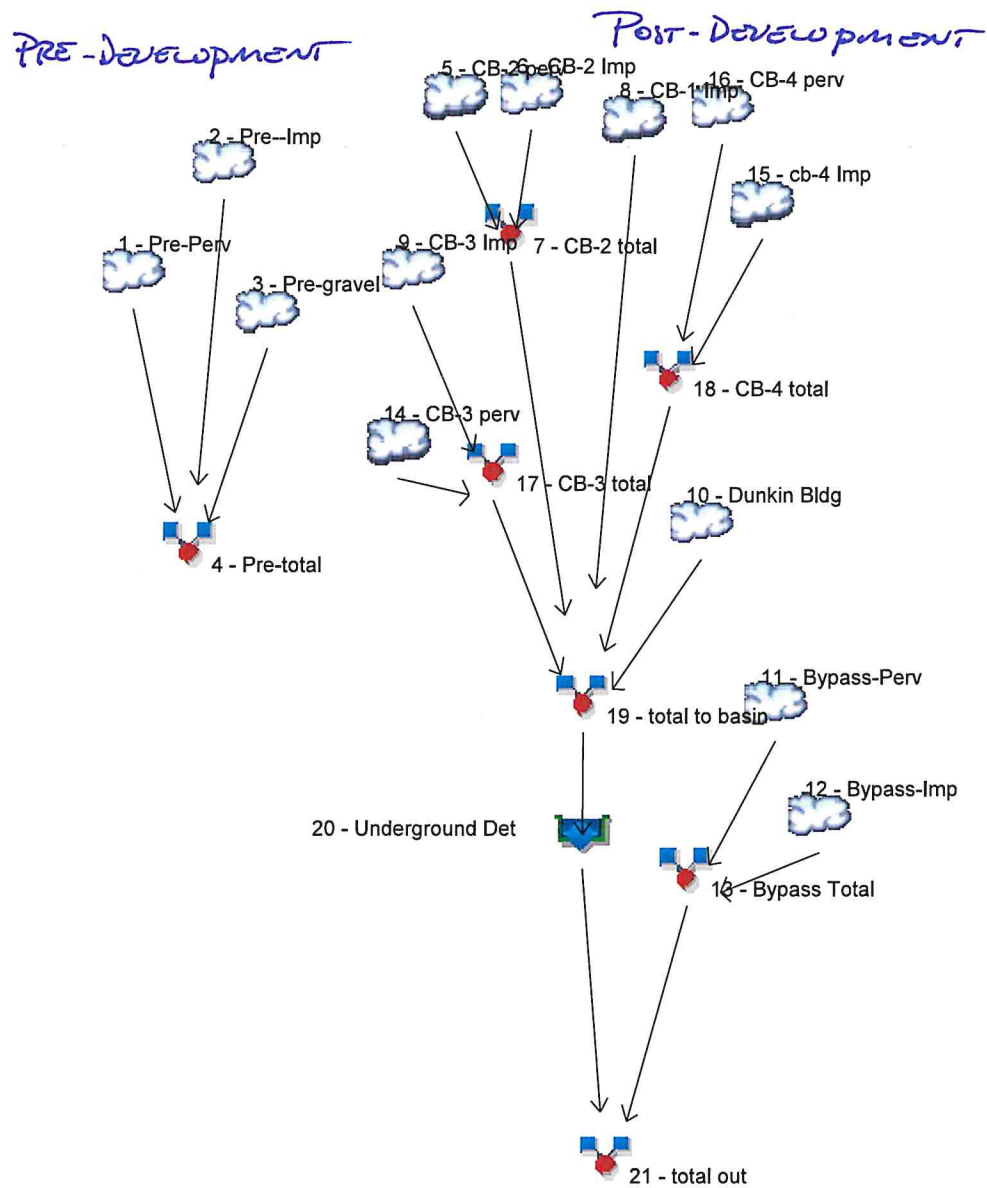 PRE-DEVELOPMENT
POST-DEVELOPMENT
5 - CB-2 perv
6 - CB-2 Imp
8 - CB-1 Imp
16 - CB-4 perv
2 - Pre--Imp
15 - cb-4 Imp
1 - Pre-Perv
9 - CB-3 Imp
7 - CB-2 total
3 - Pre-gravel
18 - CB-4 total
14 - CB-3 perv
17 - CB-3 total
10 - Dunkin Bldg
4 - Pre-total
11 - Bypass-Perv
19 - total to basin
12 - Bypass-Imp
20 - Underground Det
13 - Bypass Total
21 - total out